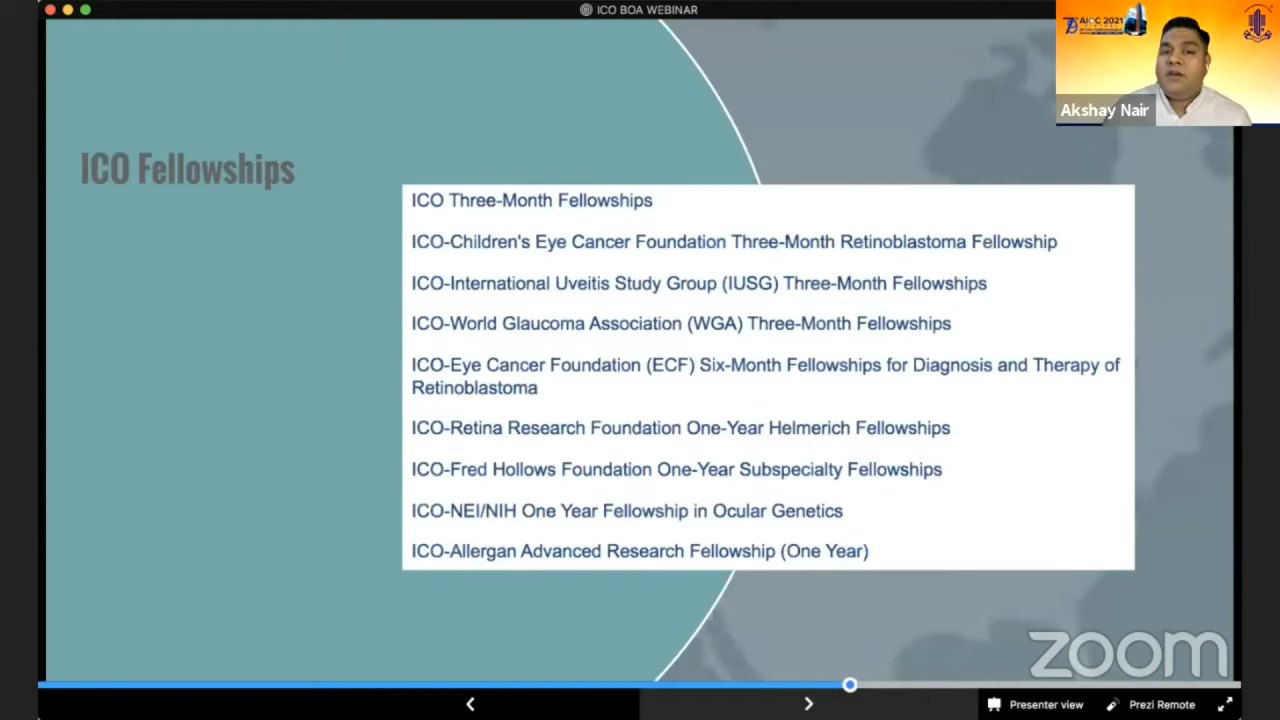 ICO BOA WEBINAR
AIOC 2021
Akshay Nair
ICO Fellowships
ICO Three-Month Fellowships
ICO-Children's Eye Cancer Foundation Three-Month Retinoblastoma Fellowship
ICO-International Uveitis Study Group (IUSG) Three-Month Fellowships
ICO-World Glaucoma Association (WGA) Three-Month Fellowships
ICO-Eye Cancer Foundation (ECF) Six-Month Fellowships for Diagnosis and Therapy of
Retinoblastoma
ICO-Retina Research Foundation One-Year Helmerich Fellowships
ICO-Fred Hollows Foundation One-Year Subspecialty Fellowships
ICO-NEI/NIH One Year Fellowship in Ocular Genetics
ICO-Allergan Advanced Research Fellowship (One Year)
zoom
Presenter view
Prezi Remote